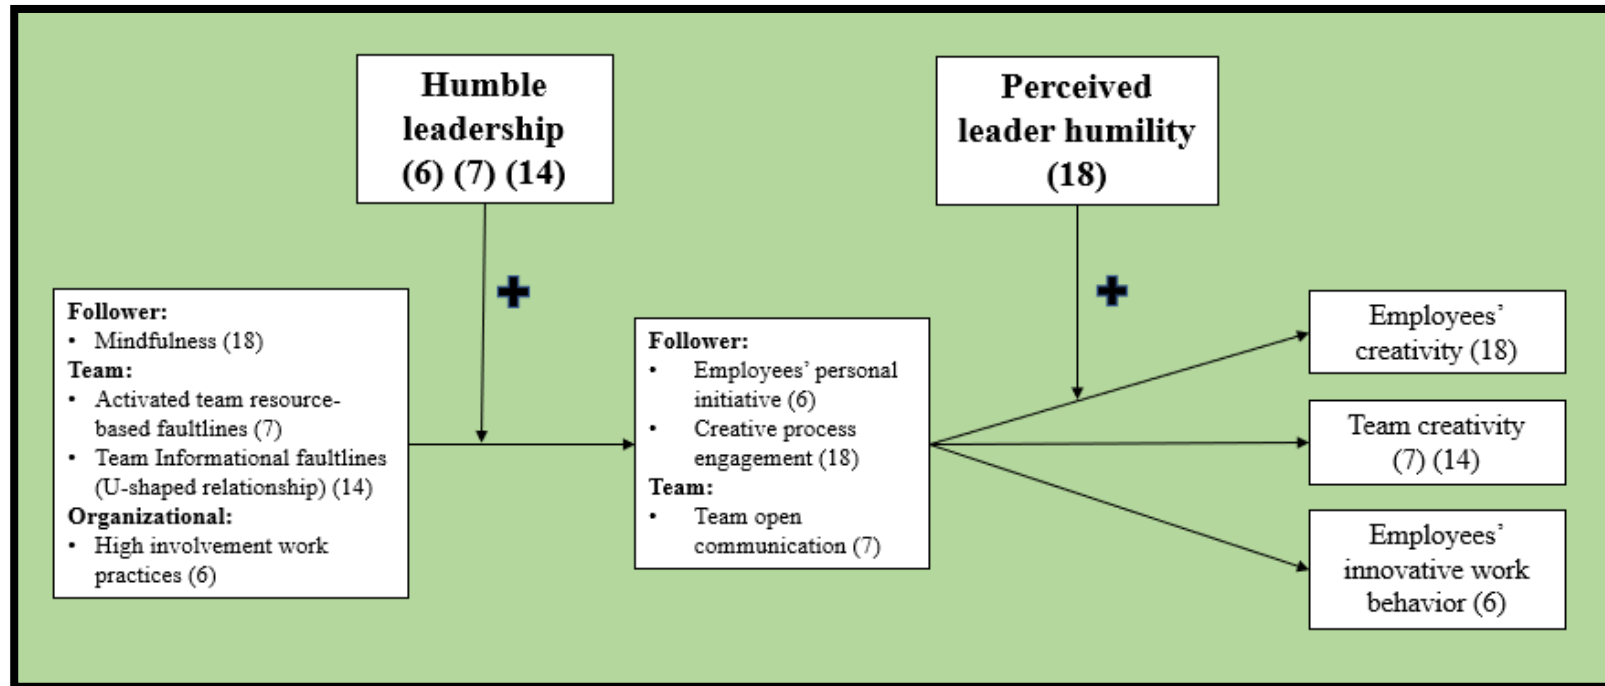 Humble
leadership
(6) (7) (14)
Perceived
leader humility
(18)
Follower:
• Mindfulness (18)
Team:
• Activated team resource-
based faultlines (7)
• Team Informational faultlines
(U-shaped relationship) (14)
Organizational:
• High involvement work
practices (6)
Follower:
• Employees’ personal
initiative (6)
• Creative process
engagement (18)
Team:
• Team open
communication (7)
Employees’
creativity (18)
Team creativity
(7) (14)
Employees’
innovative work
behavior (6)